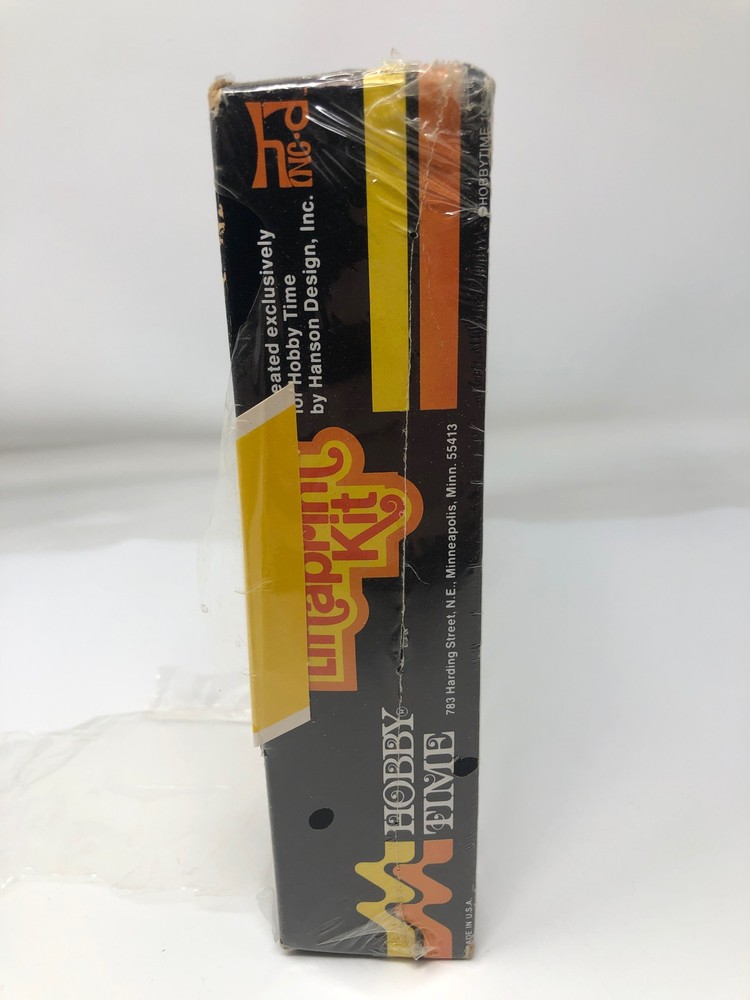 HOBBY®
TIME
783 Harding Street, N.E., Minneapolis, Minn. 55413
Kit
eated exclusively
for Hobby Time
by Hanson Design, Inc.
hd
INC.
©HOBBYTIME
ADE IN U.S.A.